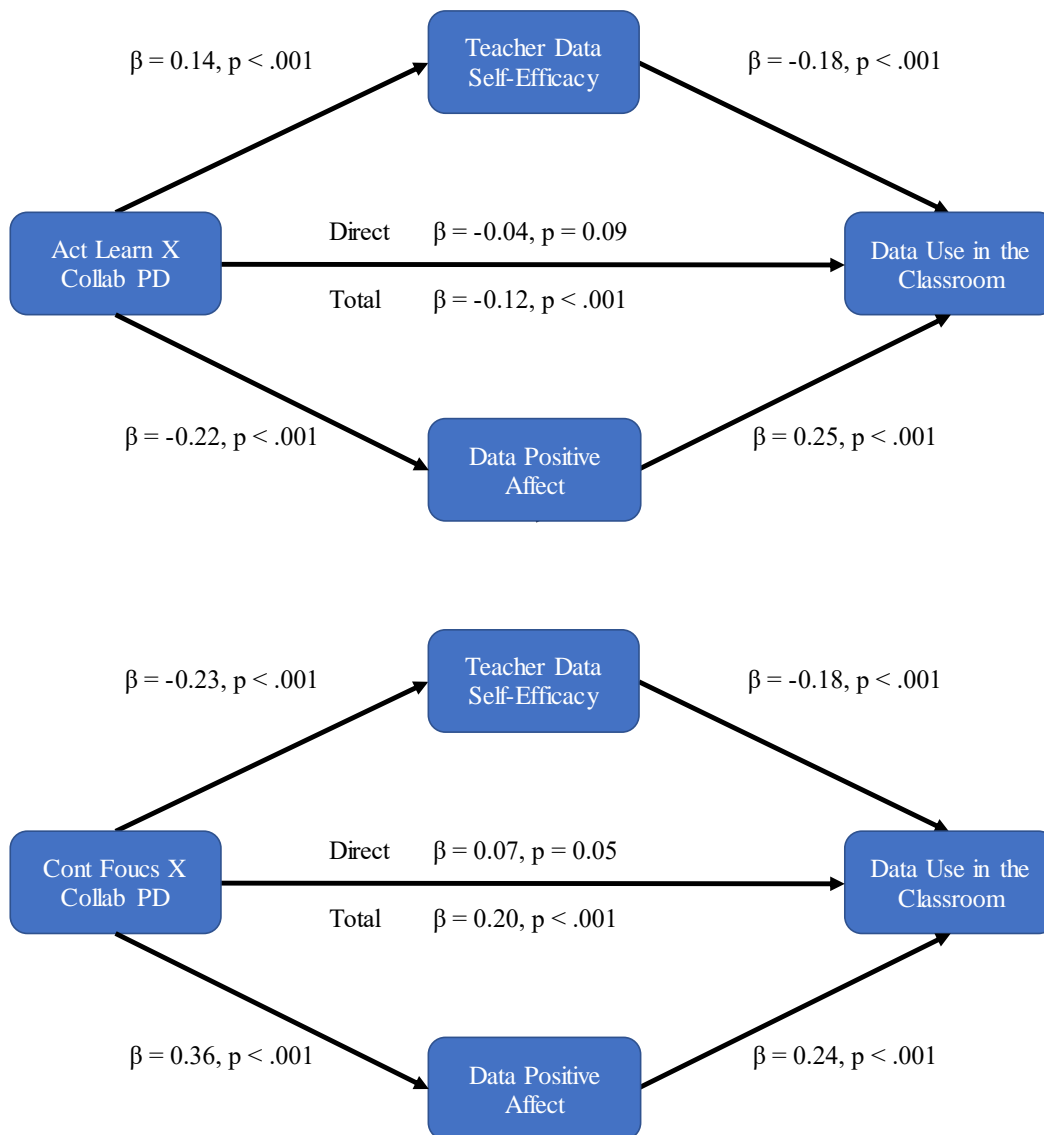 Teacher Data
Self-Efficacy
β = 0.14, p < .001
β = -0.18, p < .001
Act Learn X
Collab PD
Direct β = -0.04, p = 0.09
Total β = -0.12, p < .001
Data Use in the
Classroom
β = -0.22, p < .001
β = 0.25, p < .001
Data Positive
Affect
Teacher Data
Self-Efficacy
β = -0.23, p < .001
β = -0.18, p < .001
Cont Foucs X
Collab PD
Direct β = 0.07, p = 0.05
Total β = 0.20, p < .001
Data Use in the
Classroom
β = 0.36, p < .001
β = 0.24, p < .001
Data Positive
Affect